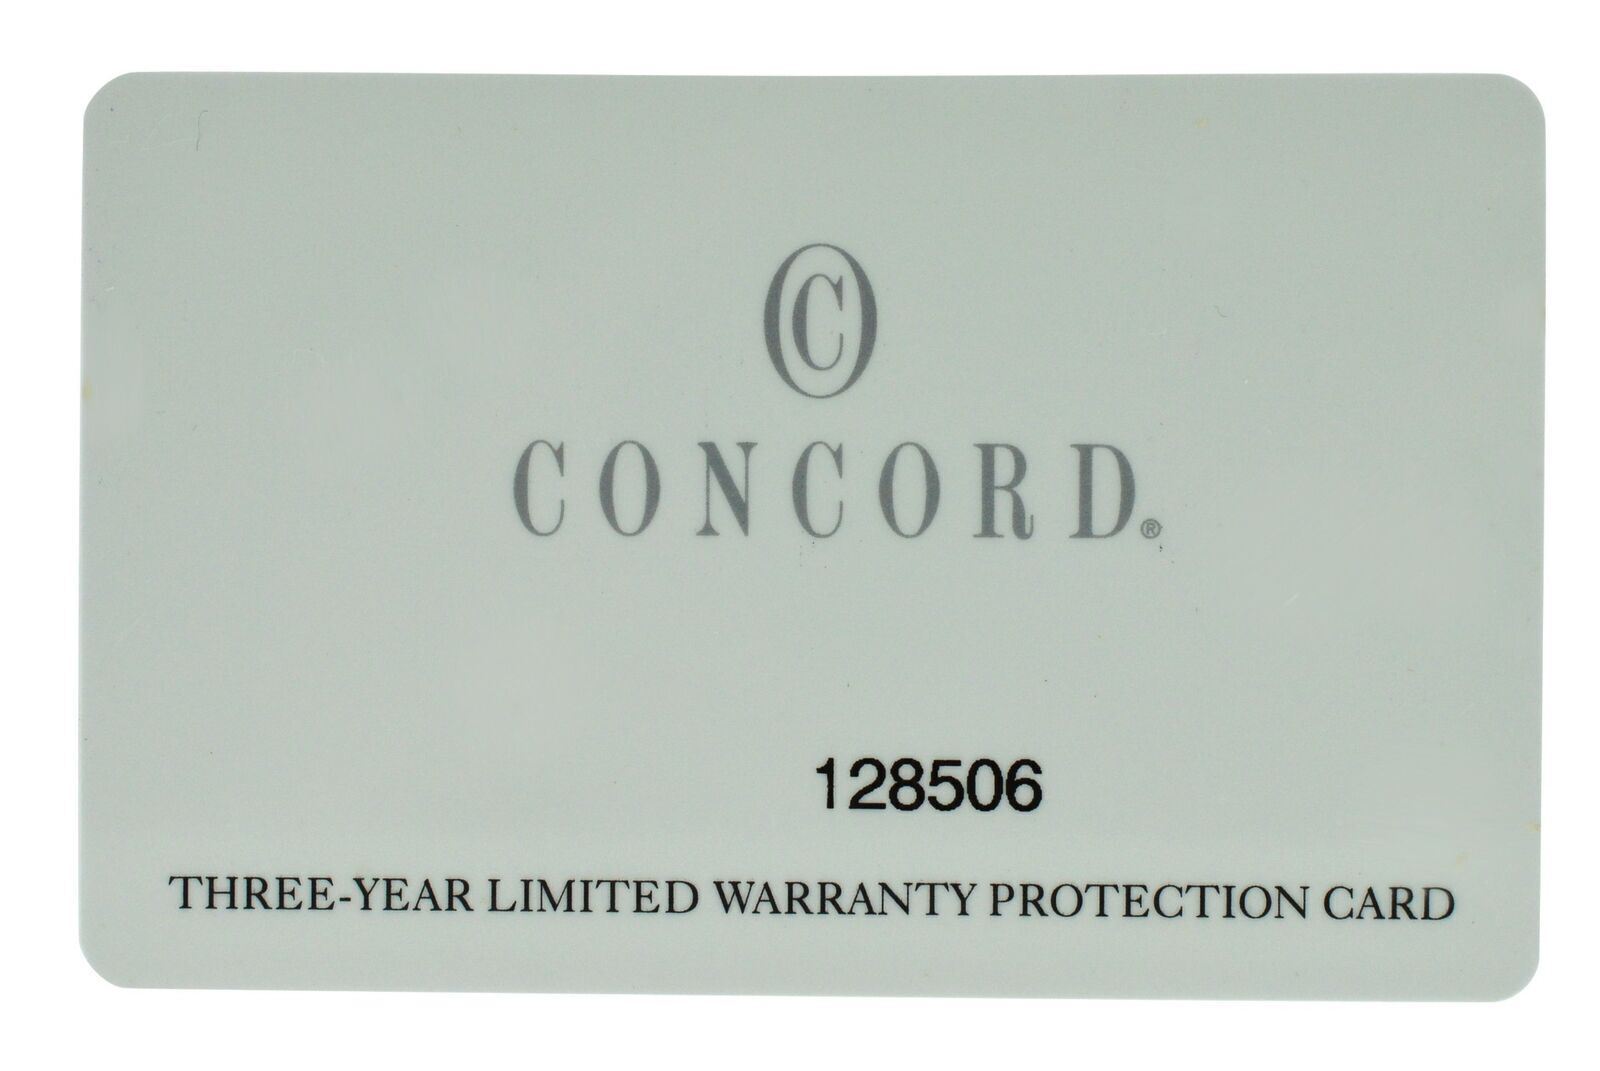 ©
CONCORD®
128506
THREE-YEAR LIMITED WARRANTY PROTECTION CARD